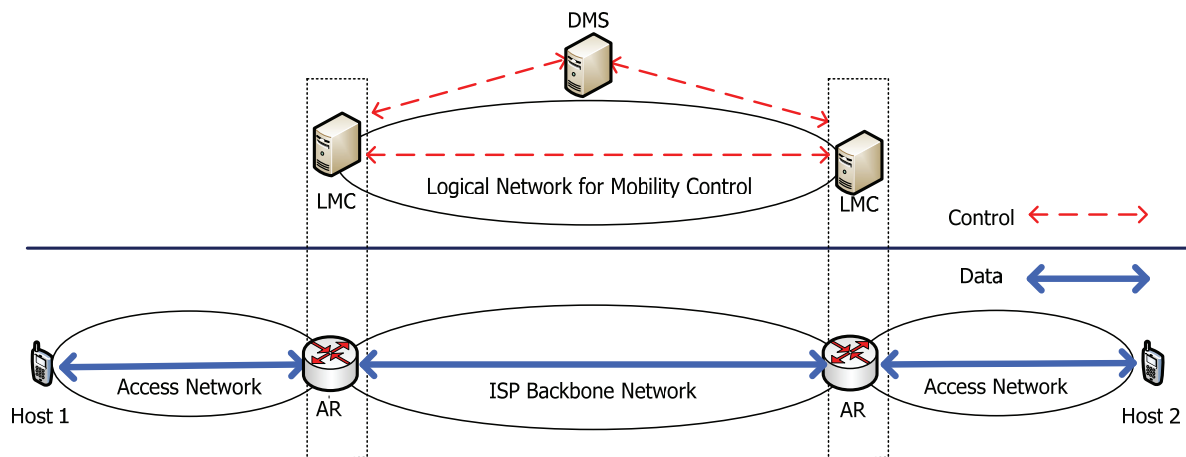 DMS
LMC
Logical Network for Mobility Control
LMC
Control
Data
Access Network
ISP Backbone Network
Access Network
Host 1
AR
AR
Host 2